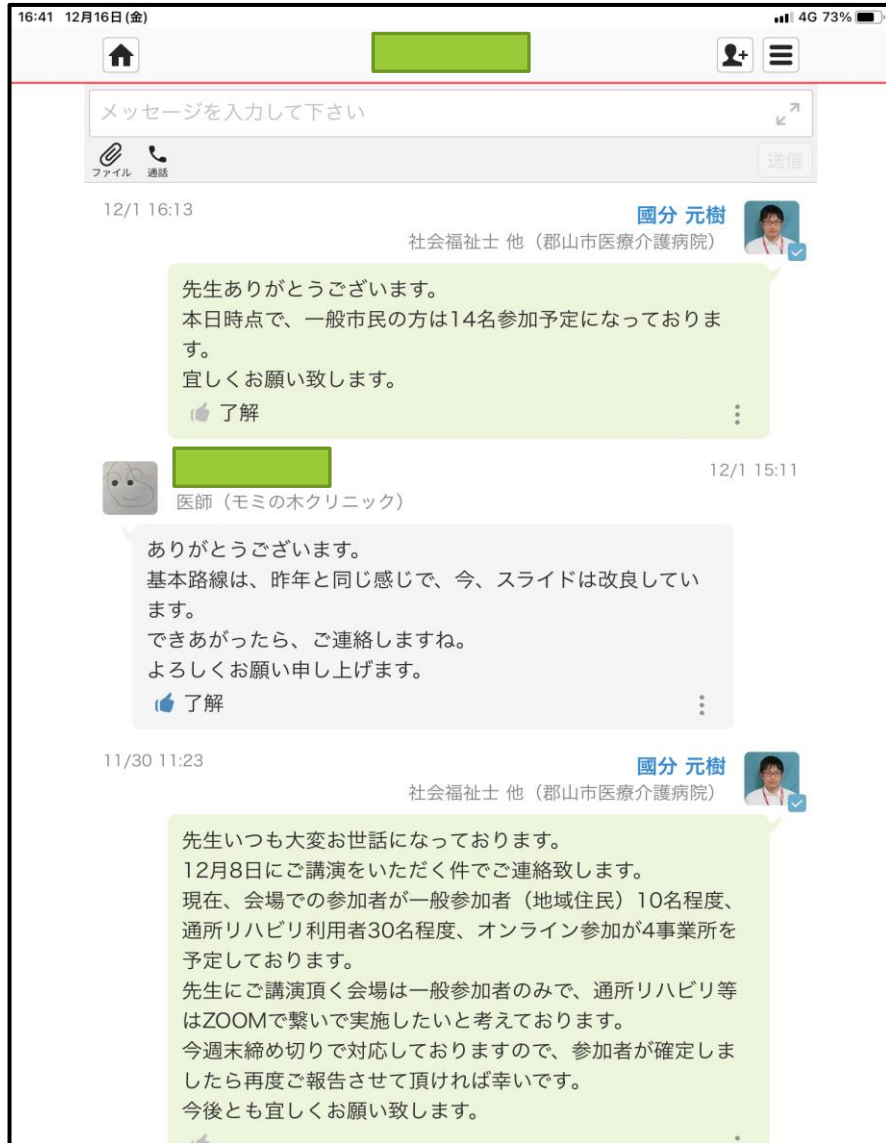 16:41 12月16日(金)
4G 73%
メッセージを入力して下さい
ファイル 通話
送信
12/1 16:13
國分 元樹
社会福祉士 他（郡山市医療介護病院）
先生ありがとうございます。
本日時点で、一般市民の方は14名参加予定になっておりま
す。
宜しくお願い致します。
了解
12/1 15:11
医師（モミの木クリニック）
ありがとうございます。
基本路線は、昨年と同じ感じで、今、スライドは改良してい
ます。
できあがったら、ご連絡しますね。
よろしくお願い申し上げます。
了解
11/30 11:23
國分 元樹
社会福祉士 他（郡山市医療介護病院）
先生いつも大変お世話になっております。
12月8日にご講演をいただく件でご連絡致します。
現在、会場での参加者が一般参加者（地域住民）10名程度、
通所リハビリ利用者30名程度、オンライン参加が4事業所を
予定しております。
先生にご講演頂く会場は一般参加者のみで、通所リハビリ等
はZOOMで繋いで実施したいと考えております。
今週末締め切りで対応しておりますので、参加者が確定しま
したら再度ご報告させて頂ければ幸いです。
今後とも宜しくお願い致します。